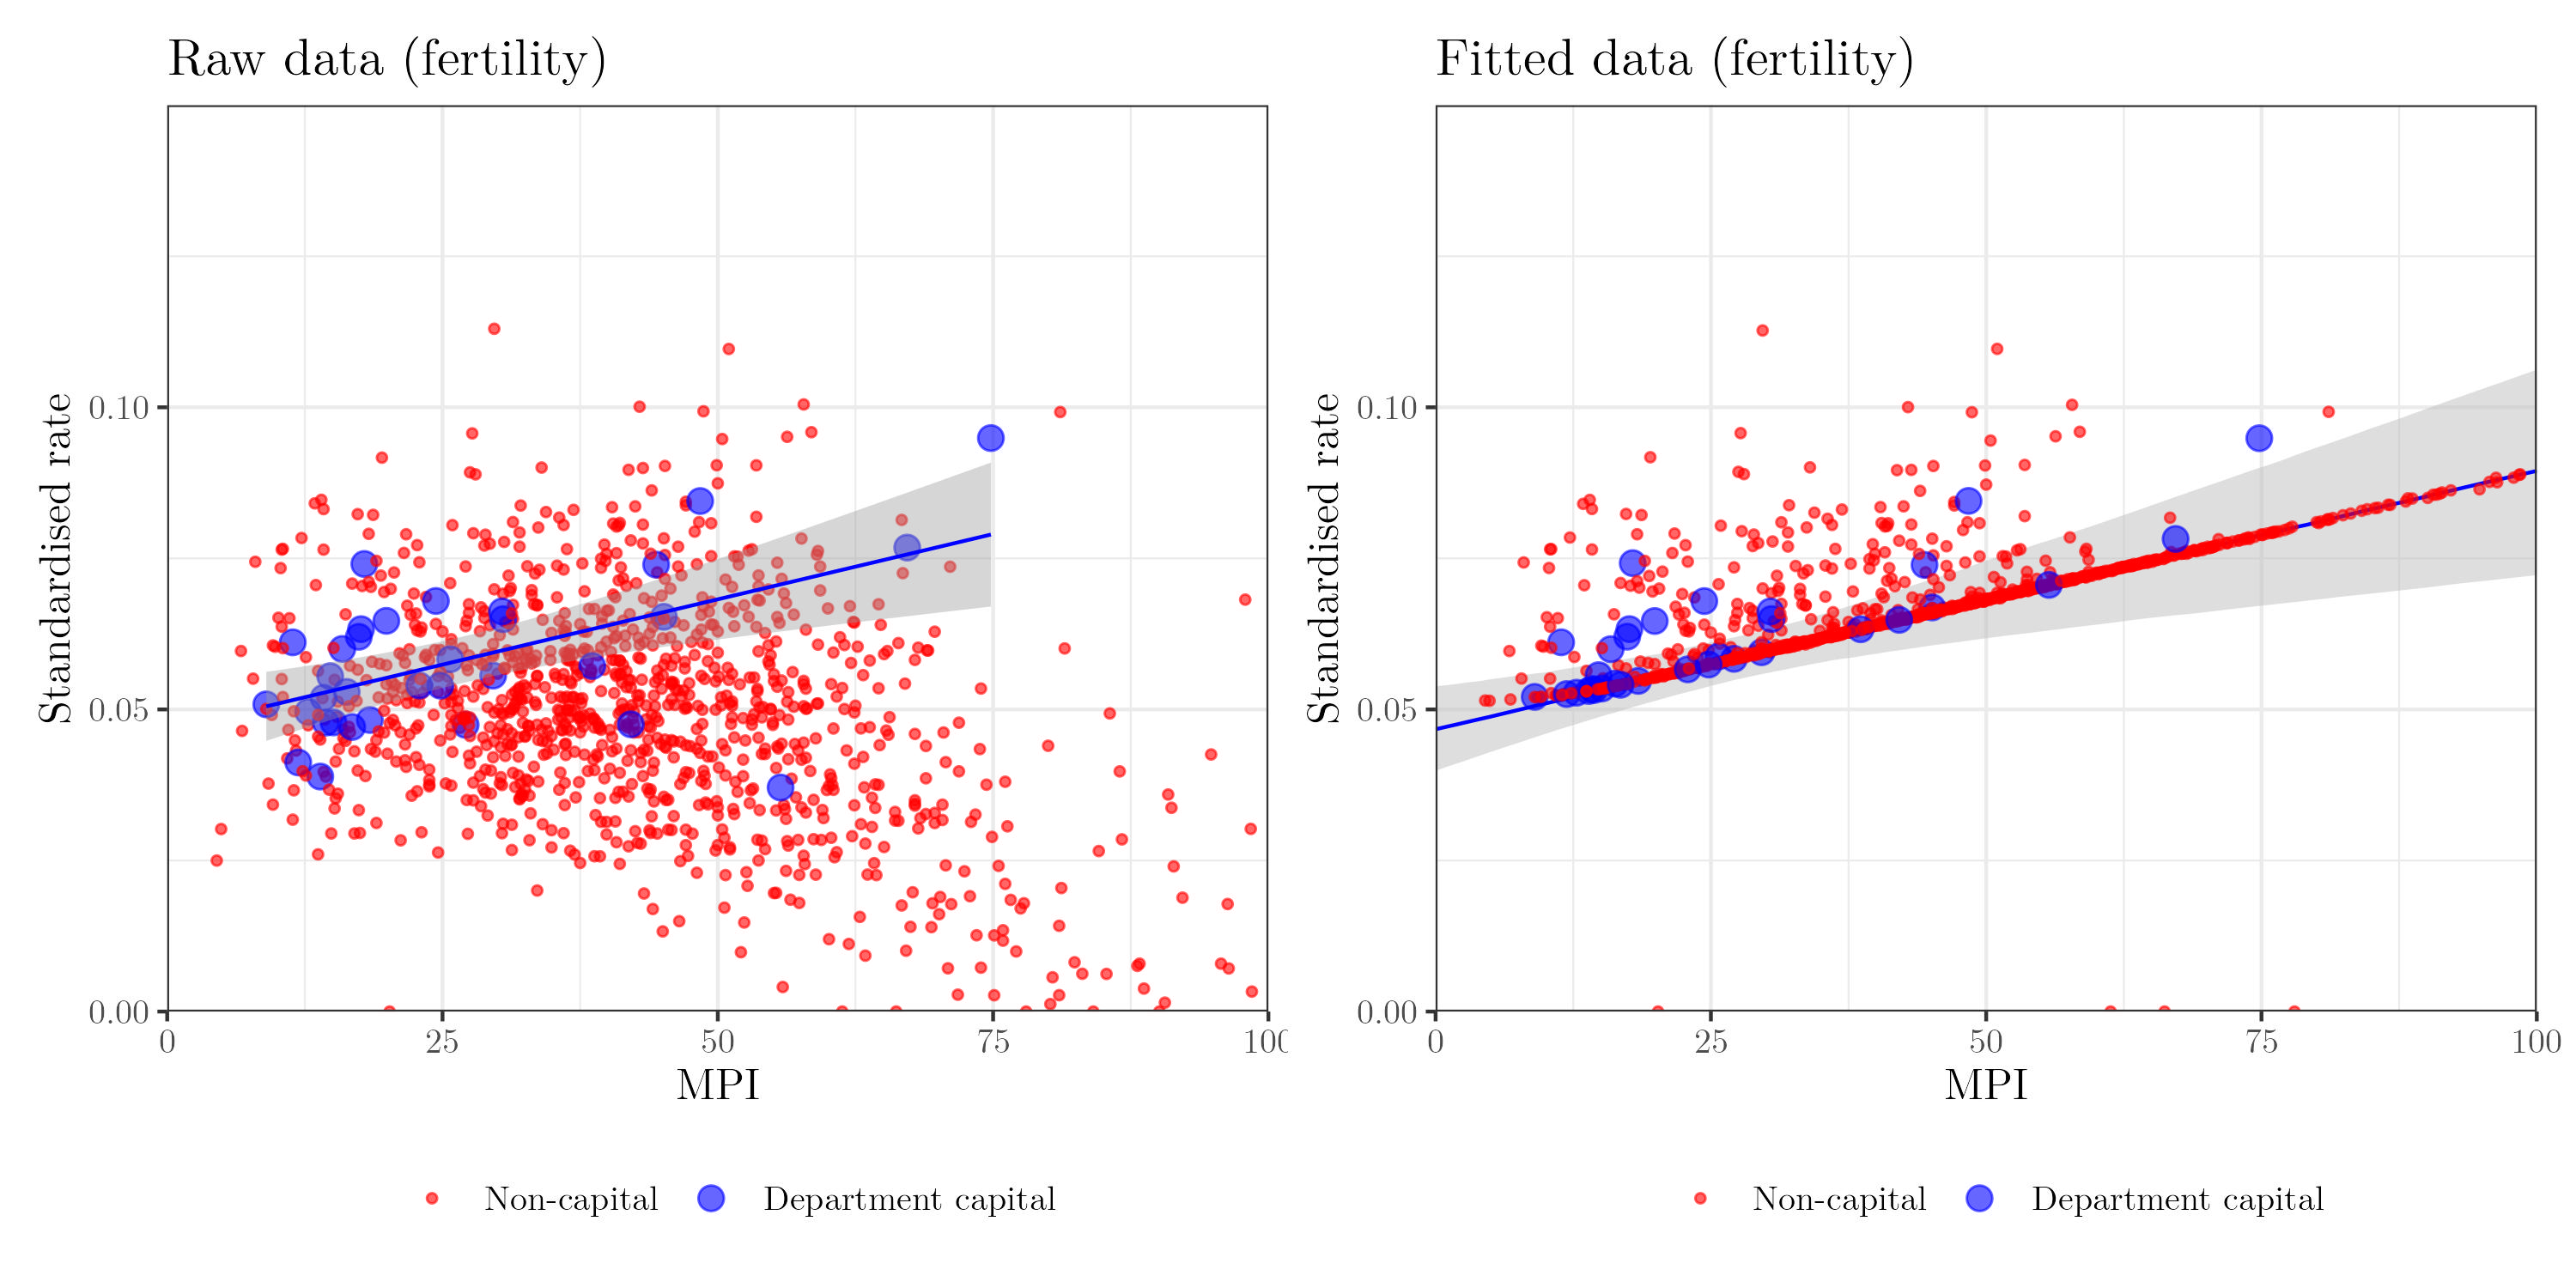 Raw data (fertility)
Standardised rate
0.10
0.05
0.00
0 25 50 75 100
MPI
Non-capital Department capital
Fitted data (fertility)
Standardised rate
0.10
0.05
0.00
0 25 50 75 100
MPI
Non-capital Department capital